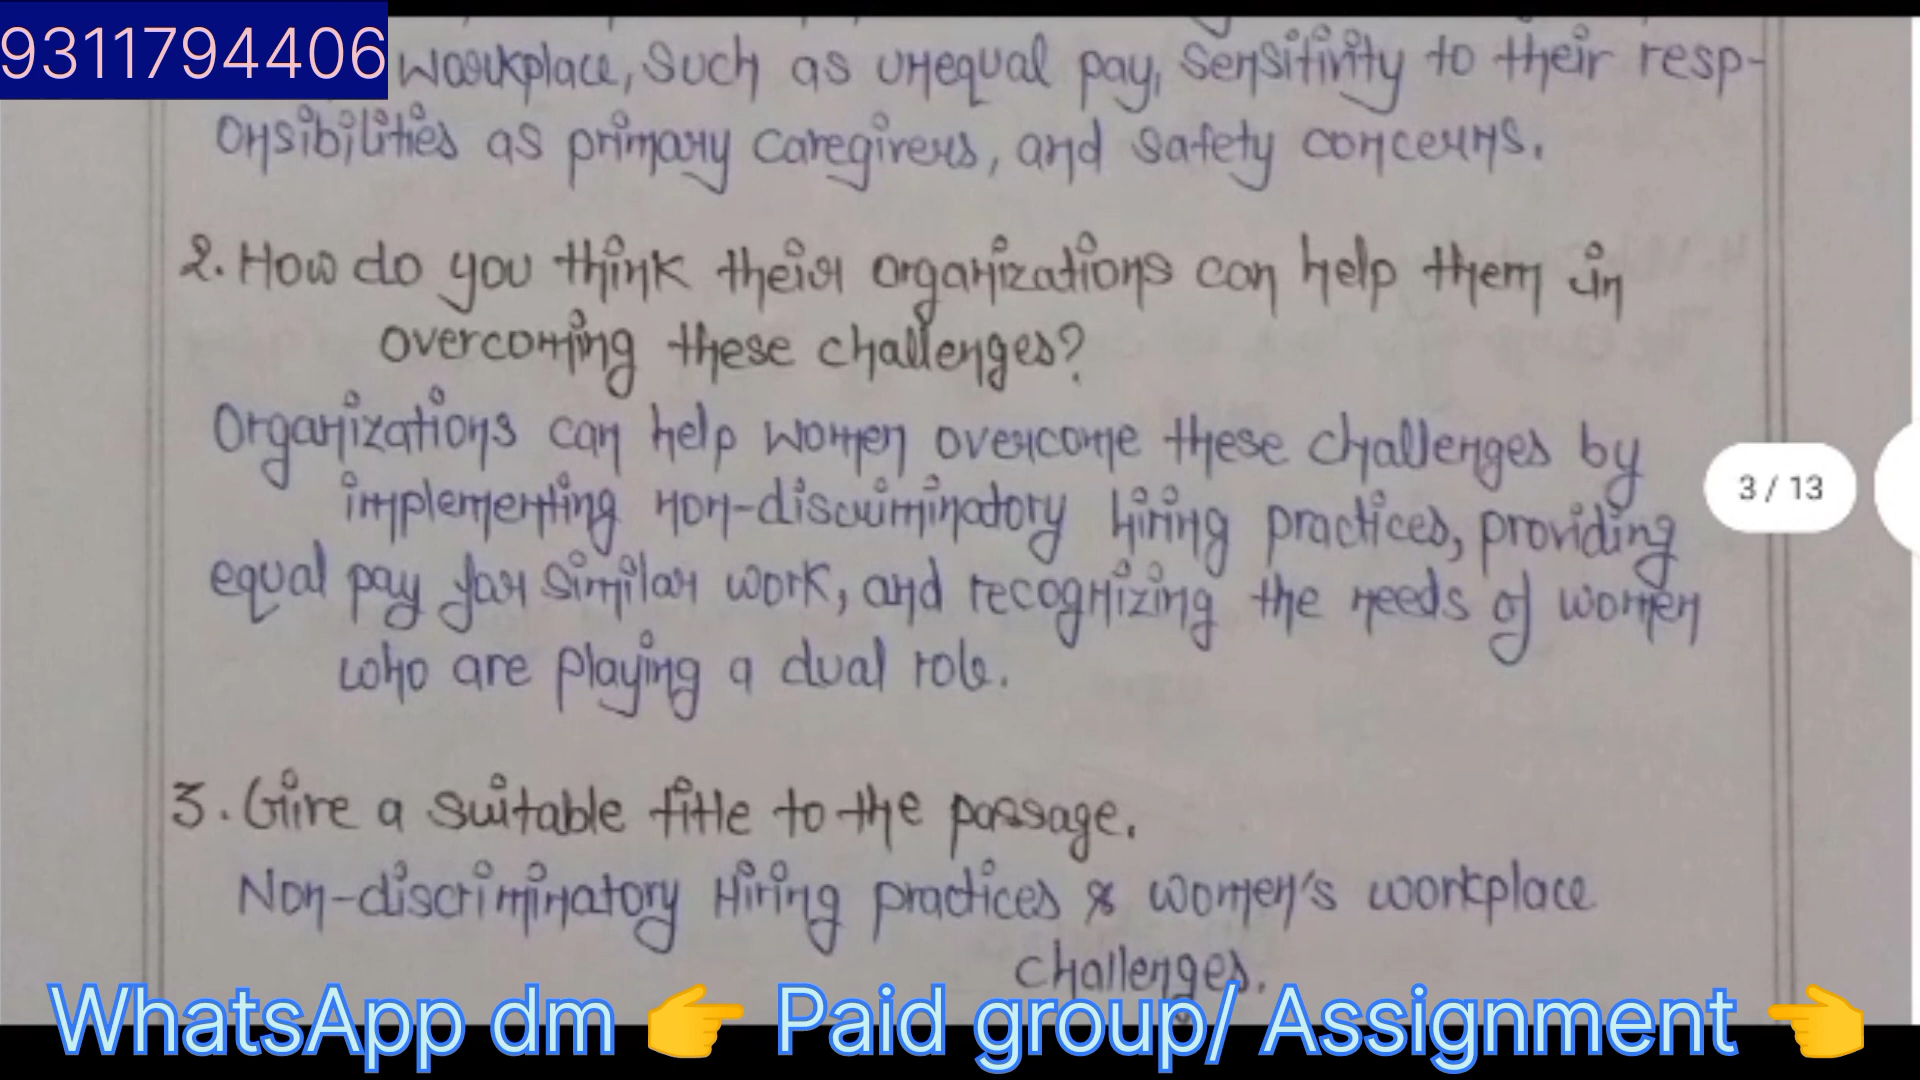 9311794406
workplace, such as unequal pay, sensitivity to their resp-
onsibilities as primary caregivers, and safety concerns.
2. How do you think their organizations can help them in
overcoming these challenges?
Organizations can help women overcome these challenges by
implementing non-discriminatory hiring practices, providing
equal pay for similar work, and recognizing the needs of women
who are playing a dual role.
3 / 13
3. Give a suitable title to the passage.
Non-discriminatory Hiring practices & women's workplace
challenges.
WhatsApp dm 👉 Paid group/ Assignment 👈